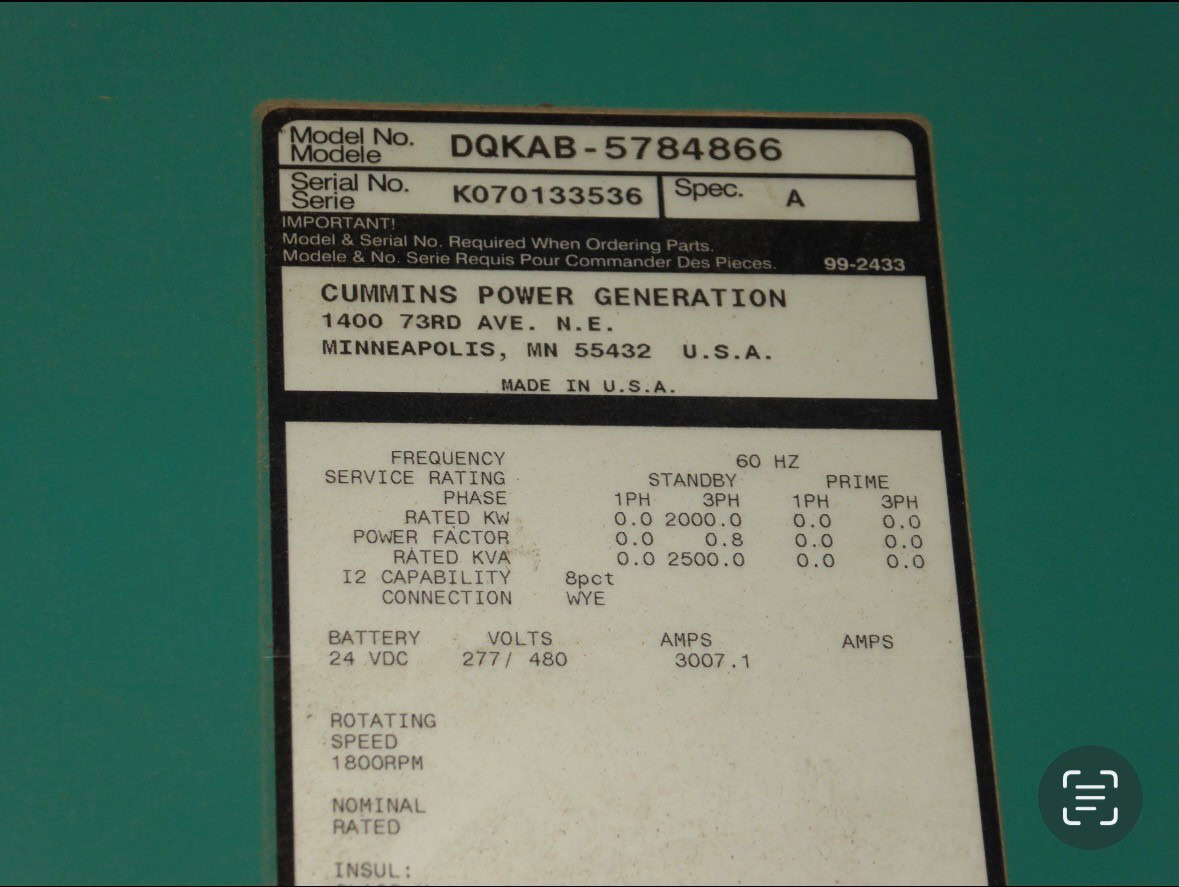 Model No.
Modele
DQKAB-5784866
Serial No.
Serie
K070133536
Spec.
A
IMPORTANT!
Model & Serial No. Required When Ordering Parts.
Modele & No. Serie Requis Pour Commander Des Pieces. 99-2433
CUMMINS POWER GENERATION
1400 73RD AVE. N.E.
MINNEAPOLIS, MN 55432 U.S.A.
MADE IN U.S.A.
FREQUENCY 60 HZ
SERVICE RATING STANDBY PRIME
PHASE 1PH 3PH 1PH 3PH
RATED KW 0.0 2000.0 0.0 0.0
POWER FACTOR 0.0 0.8 0.0 0.0
RATED KVA 0.0 2500.0 0.0 0.0
I2 CAPABILITY 8pct
CONNECTION WYE
BATTERY VOLTS AMPS AMPS
24 VDC 277/ 480 3007.1
ROTATING
SPEED
1800RPM
NOMINAL
RATED
INSUL: